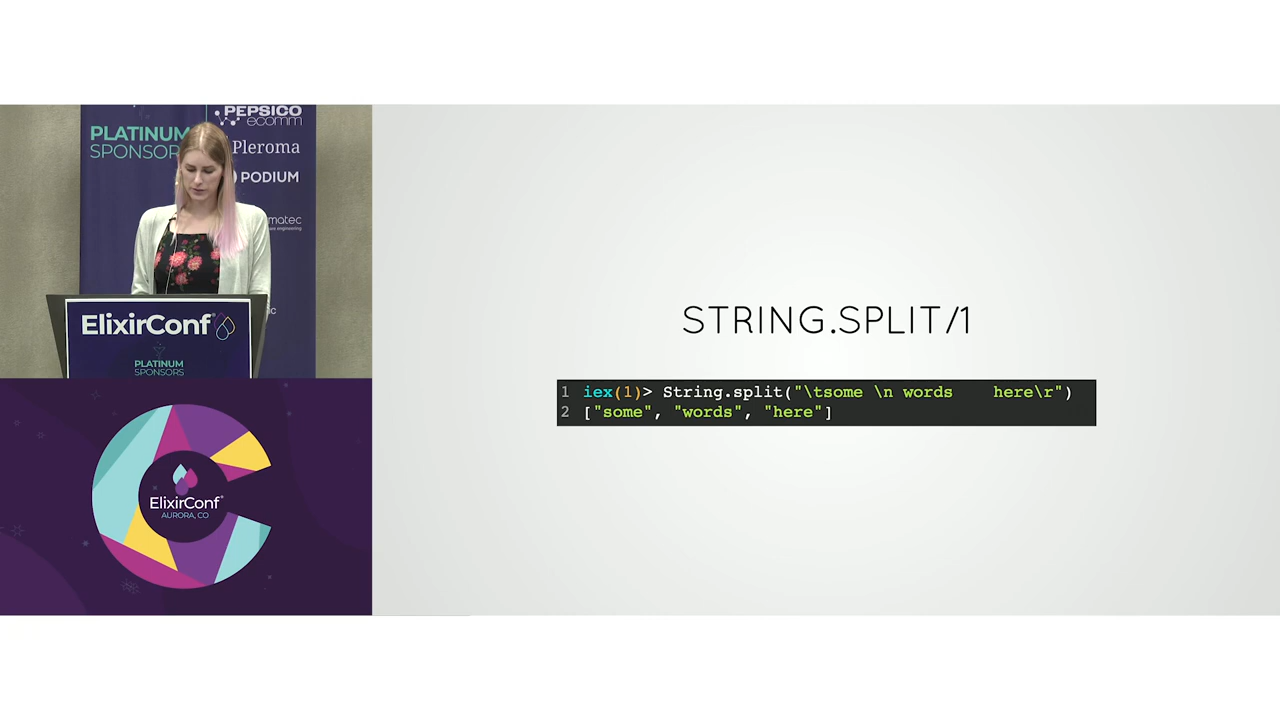 PEPSICO
ecomm
PLATINUM
Pleroma
PODIUM
ElixirConf
PLATINUM
SPONSORS
ElixirConf
AURORA, CO
STRING.SPLIT/1
1 iex(1)> String.split("\tsome \n words    here\r")
2 ["some", "words", "here"]